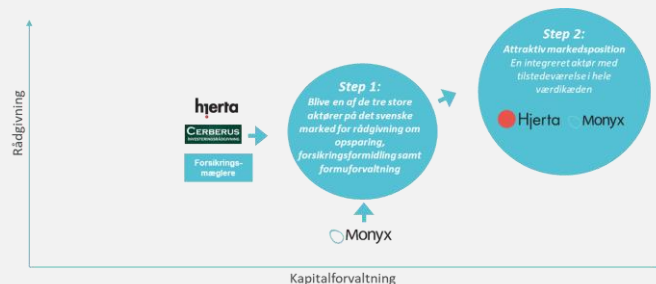 Step 2:
Attraktiv markedsposition
En integreret aktør med
tilstedeværelse i hele
værdikæden
Hjerta Monyx
Step 1:
Blive en af de tre store
aktører på det svenske
marked for rådgivning om
opsparing,
forsikringsformidling samt
formuforvaltning
hjerta
CERBERUS
Forsikrings-
mæglere
Monyx
Rådgivning
Kapitalforvaltning